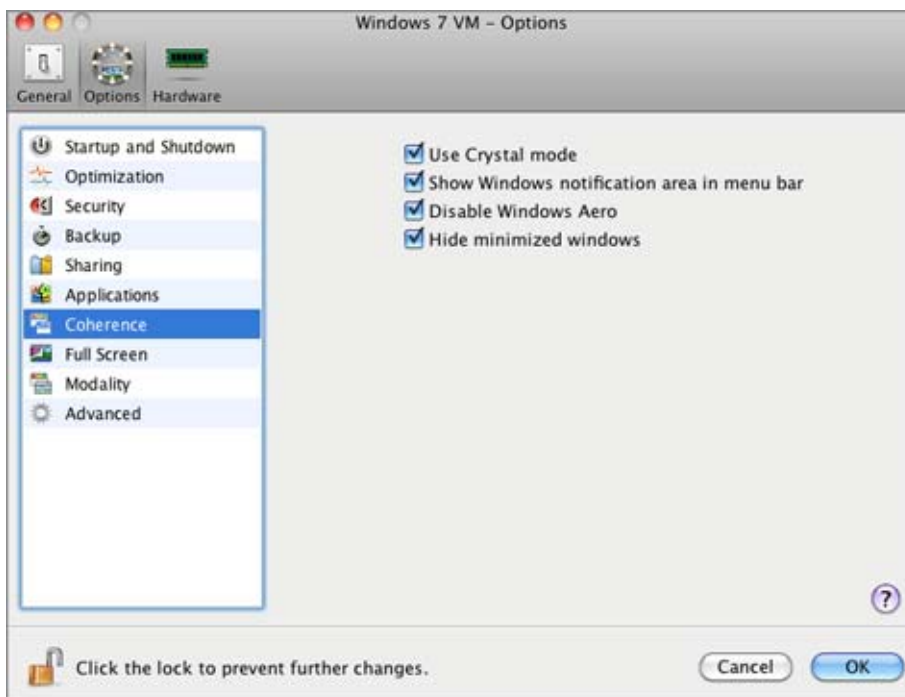 Windows 7 VM – Options
General Options Hardware
Startup and Shutdown
Optimization
Security
Backup
Sharing
Applications
Coherence
Full Screen
Modality
Advanced
Use Crystal mode
Show Windows notification area in menu bar
Disable Windows Aero
Hide minimized windows
?
Click the lock to prevent further changes.
Cancel OK